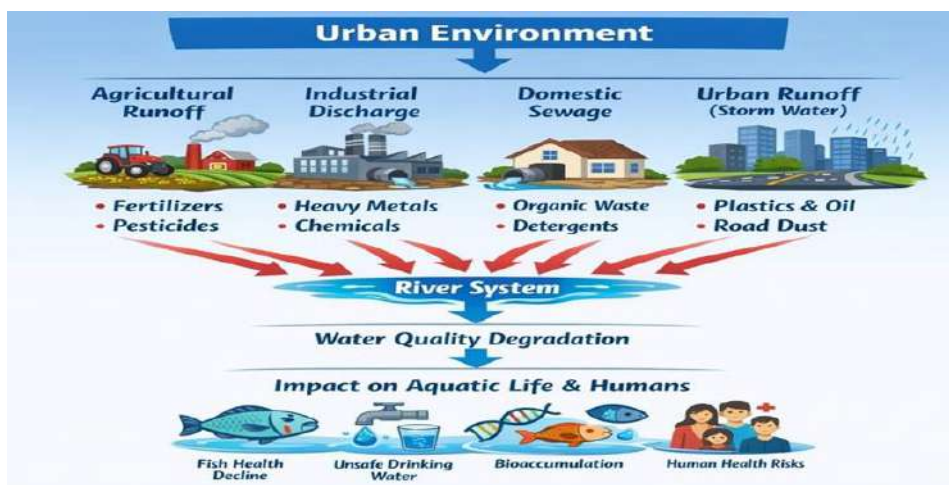 Urban Environment
Agricultural Runoff
Industrial Discharge
Domestic Sewage
Urban Runoff
(Storm Water)
• Fertilizers
• Pesticides
• Heavy Metals
• Chemicals
• Organic Waste
• Detergents
• Plastics & Oil
• Road Dust
River System
Water Quality Degradation
Impact on Aquatic Life & Humans
Fish Health
Decline
Unsafe Drinking
Water
Bioaccumulation
Human Health Risks